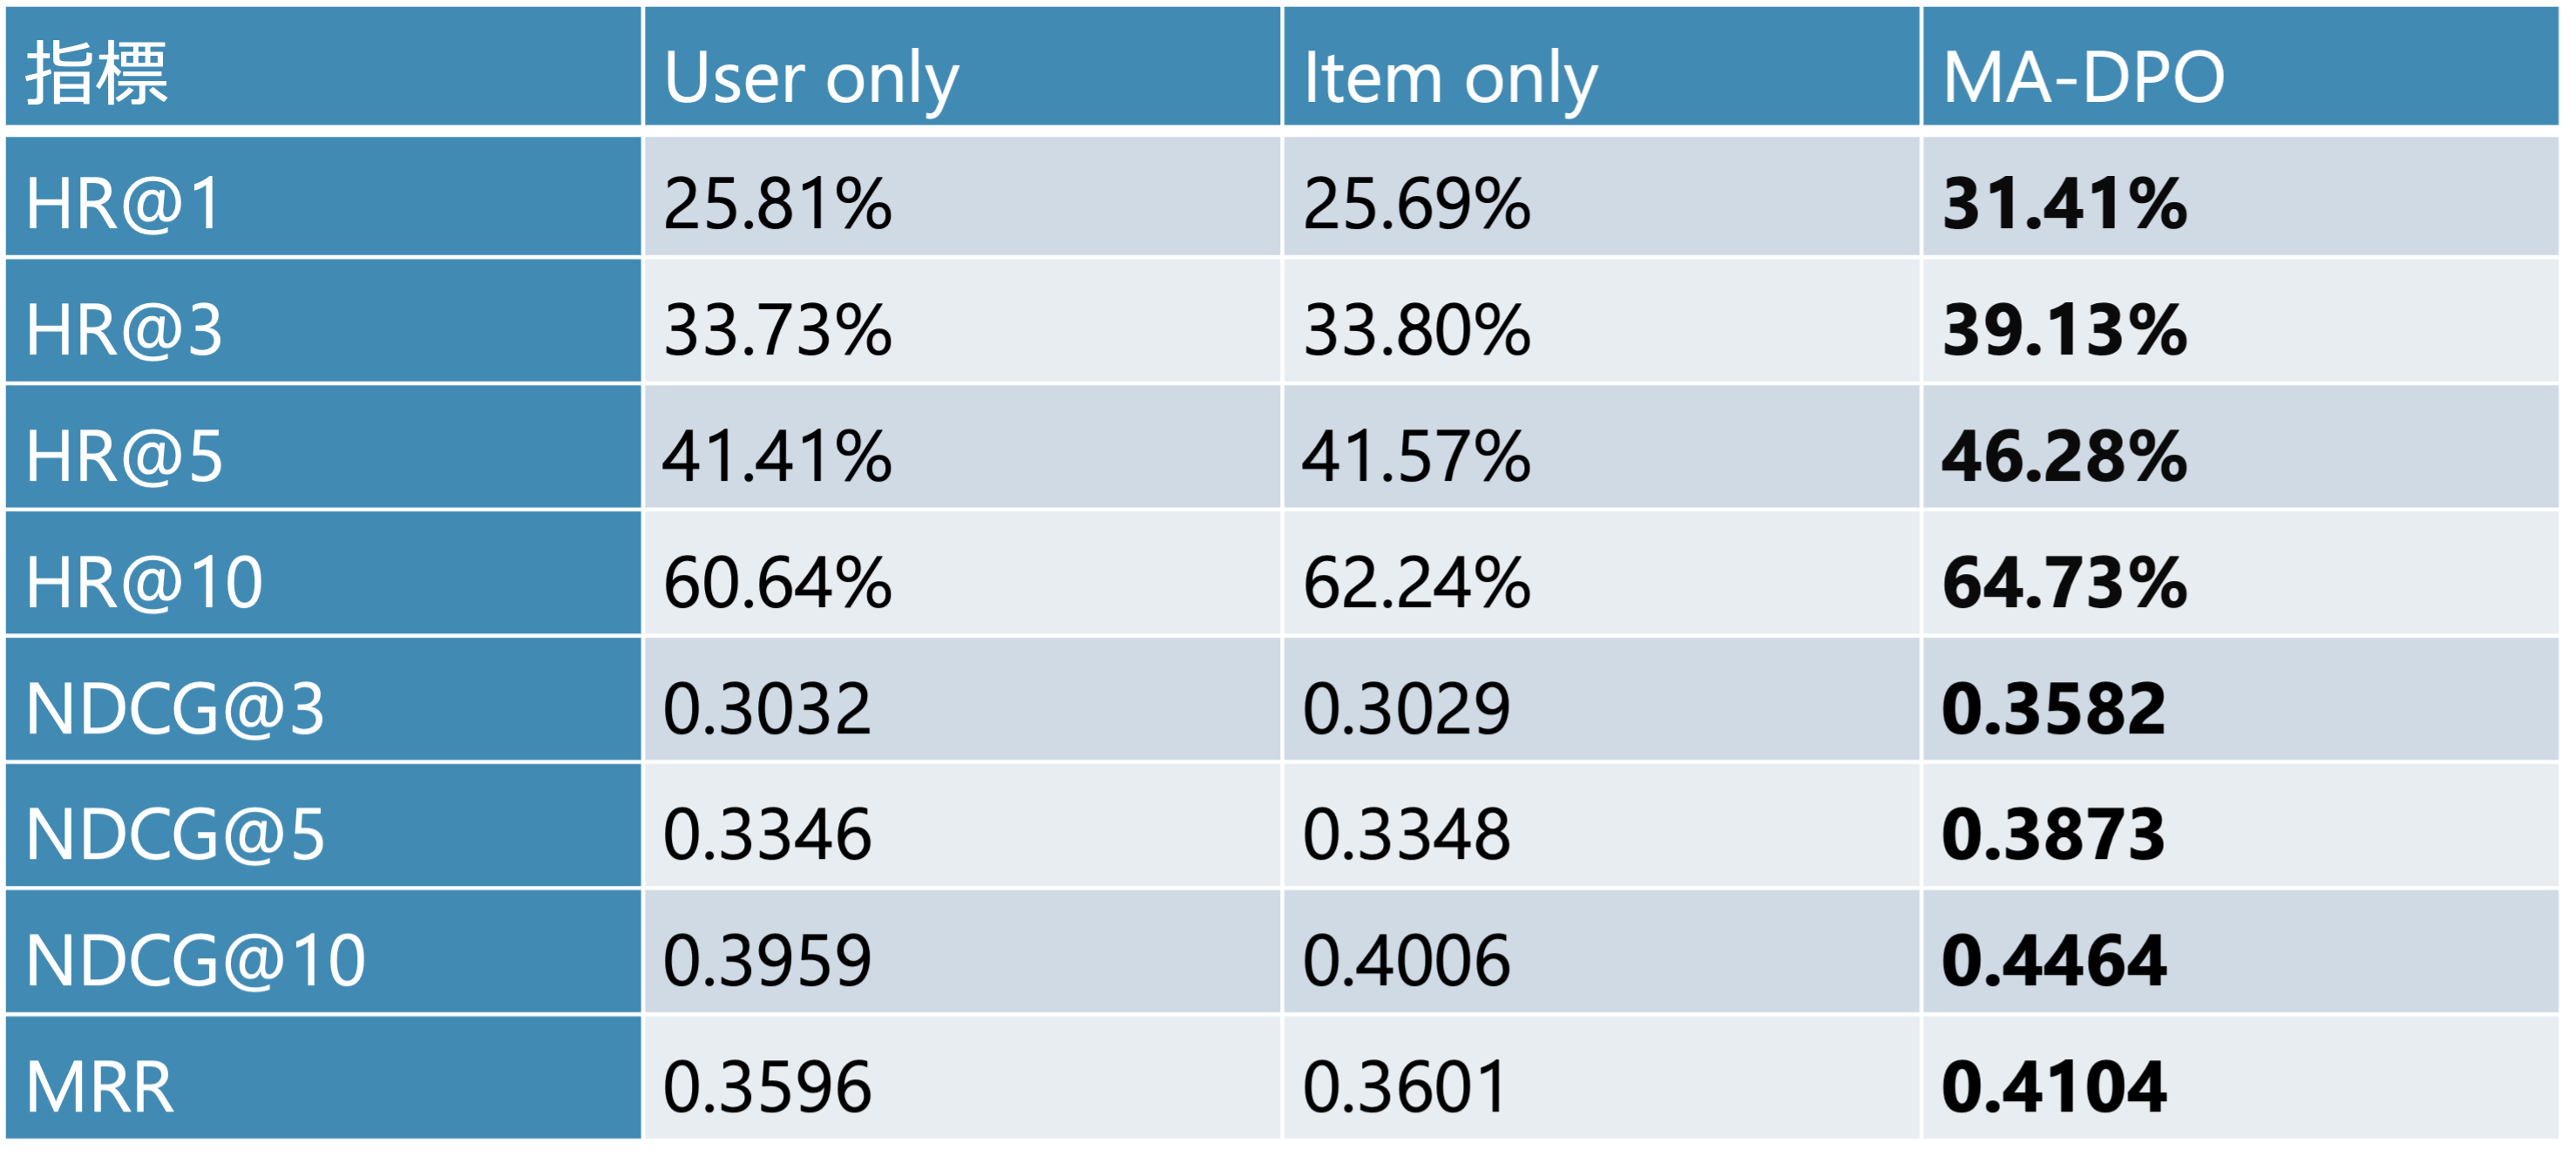 指標 User only Item only MA-DPO
HR@1 25.81% 25.69% 31.41%
HR@3 33.73% 33.80% 39.13%
HR@5 41.41% 41.57% 46.28%
HR@10 60.64% 62.24% 64.73%
NDCG@3 0.3032 0.3029 0.3582
NDCG@5 0.3346 0.3348 0.3873
NDCG@10 0.3959 0.4006 0.4464
MRR 0.3596 0.3601 0.4104